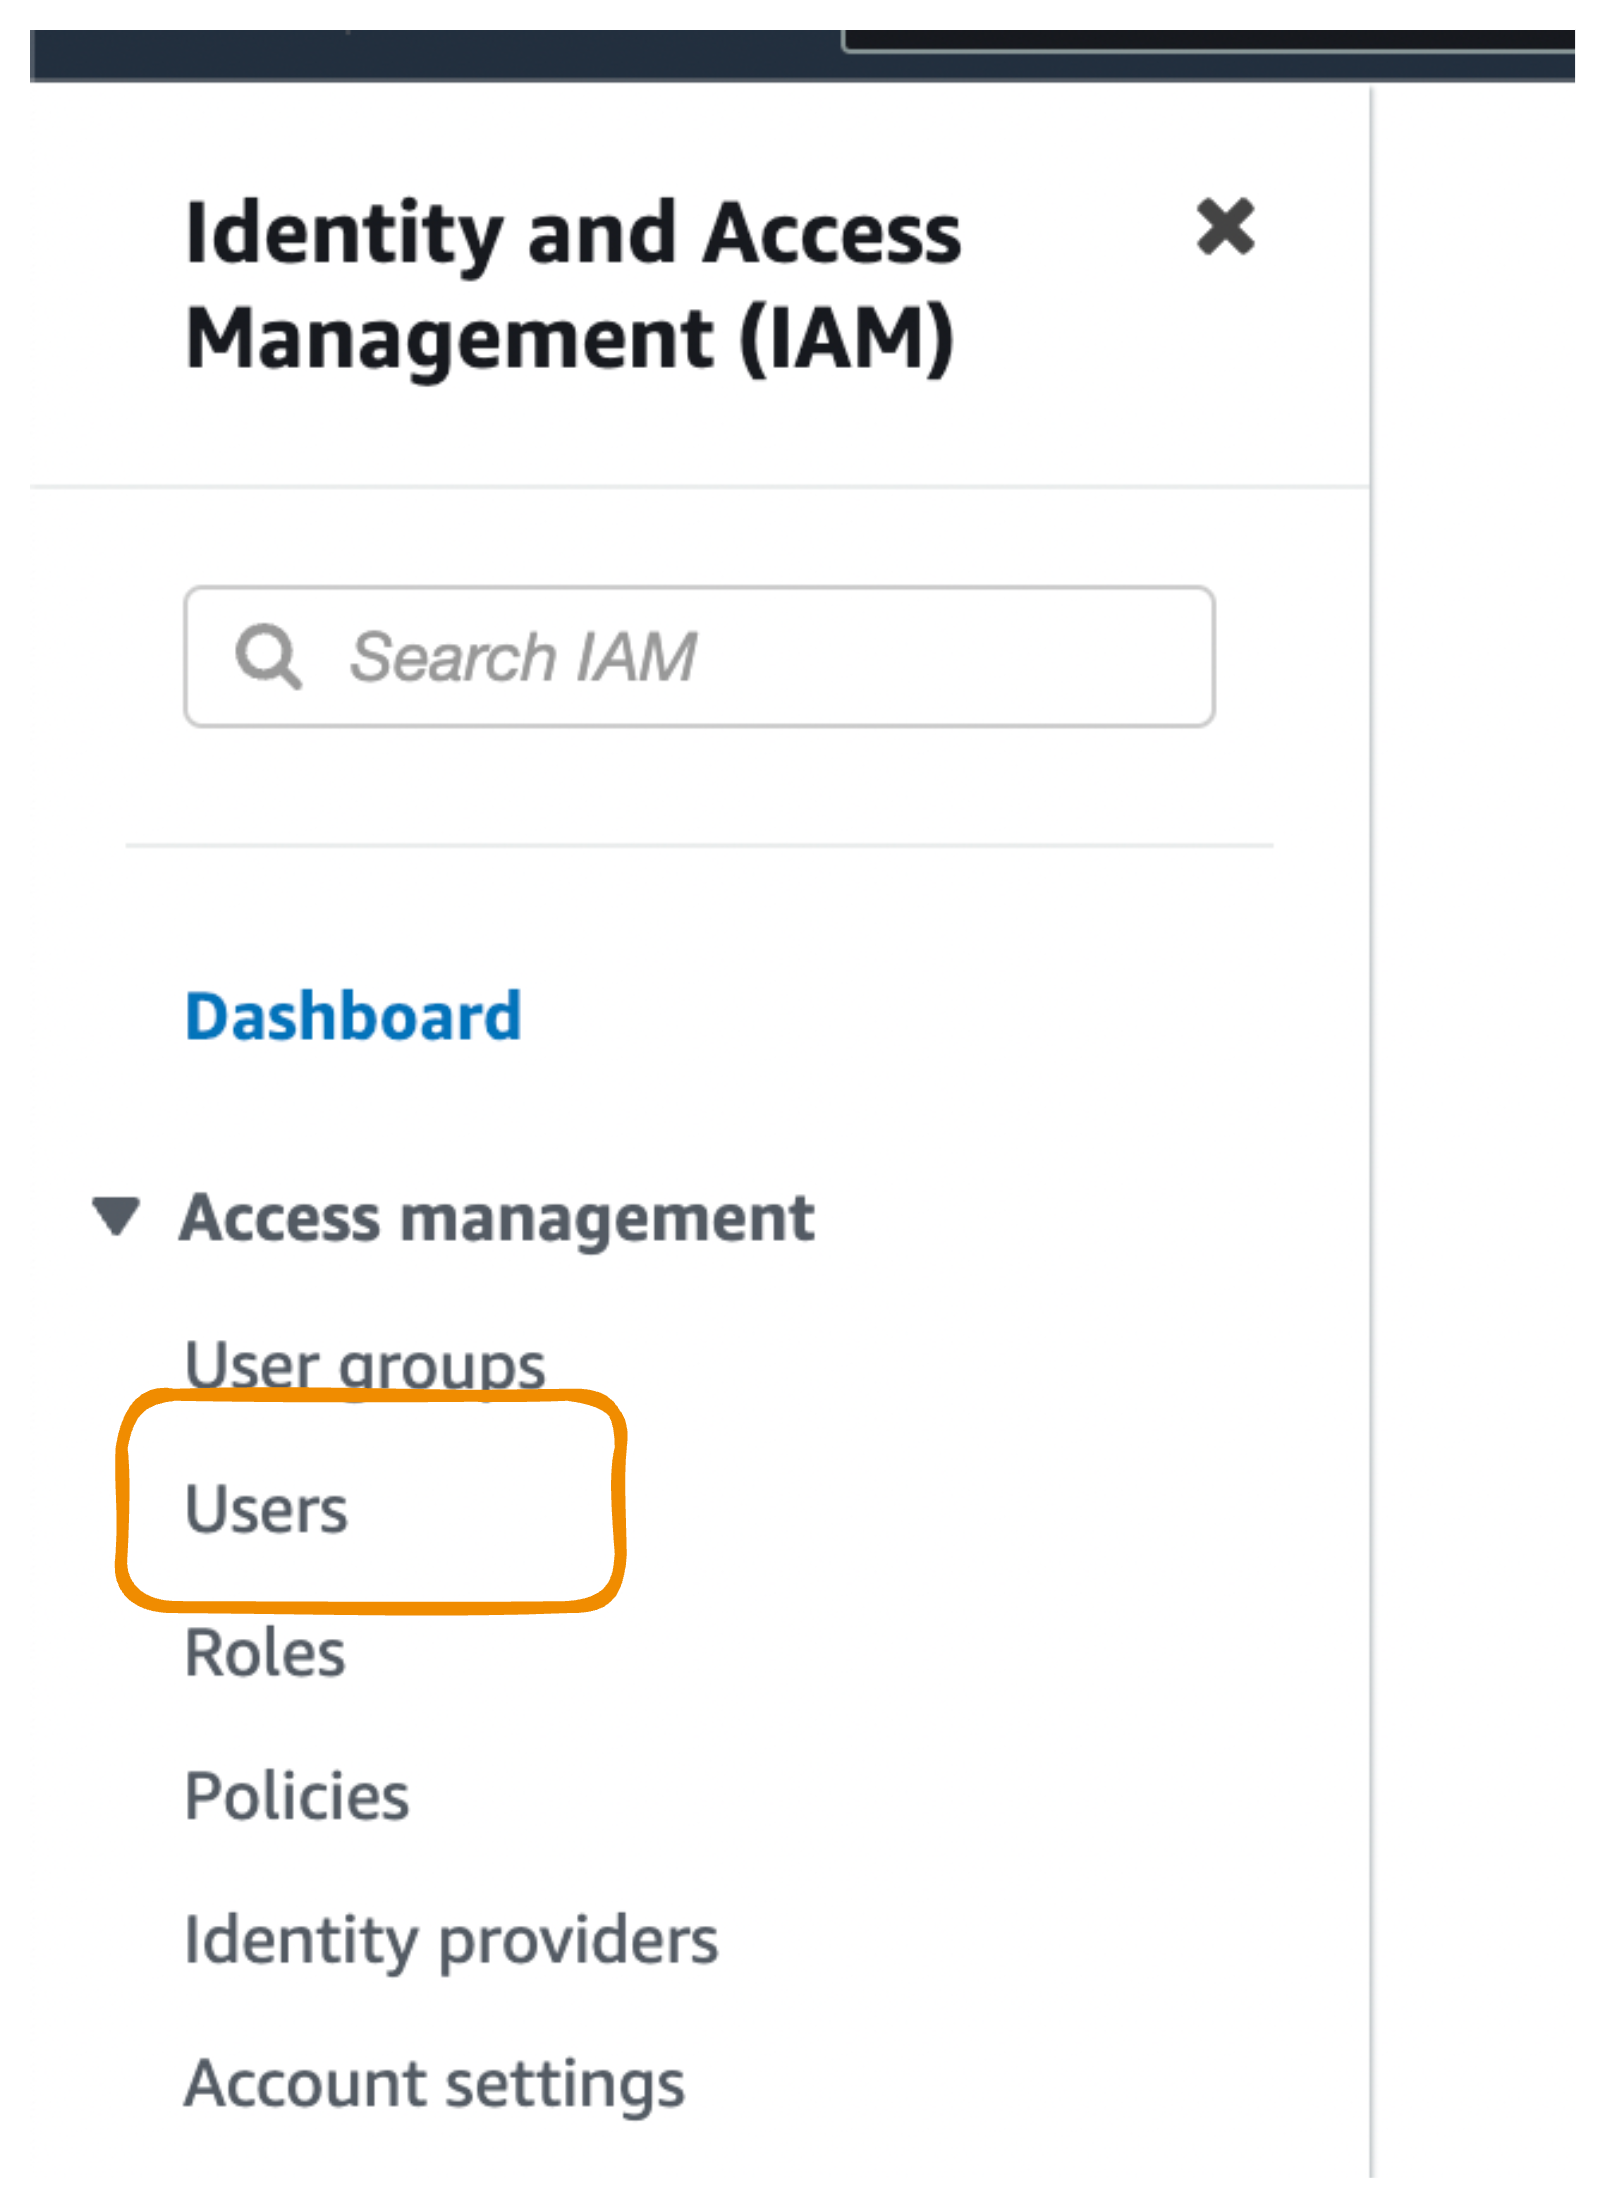 Identity and Access
Management (IAM)
Search IAM
Dashboard
Access management
User groups
Users
Roles
Policies
Identity providers
Account settings